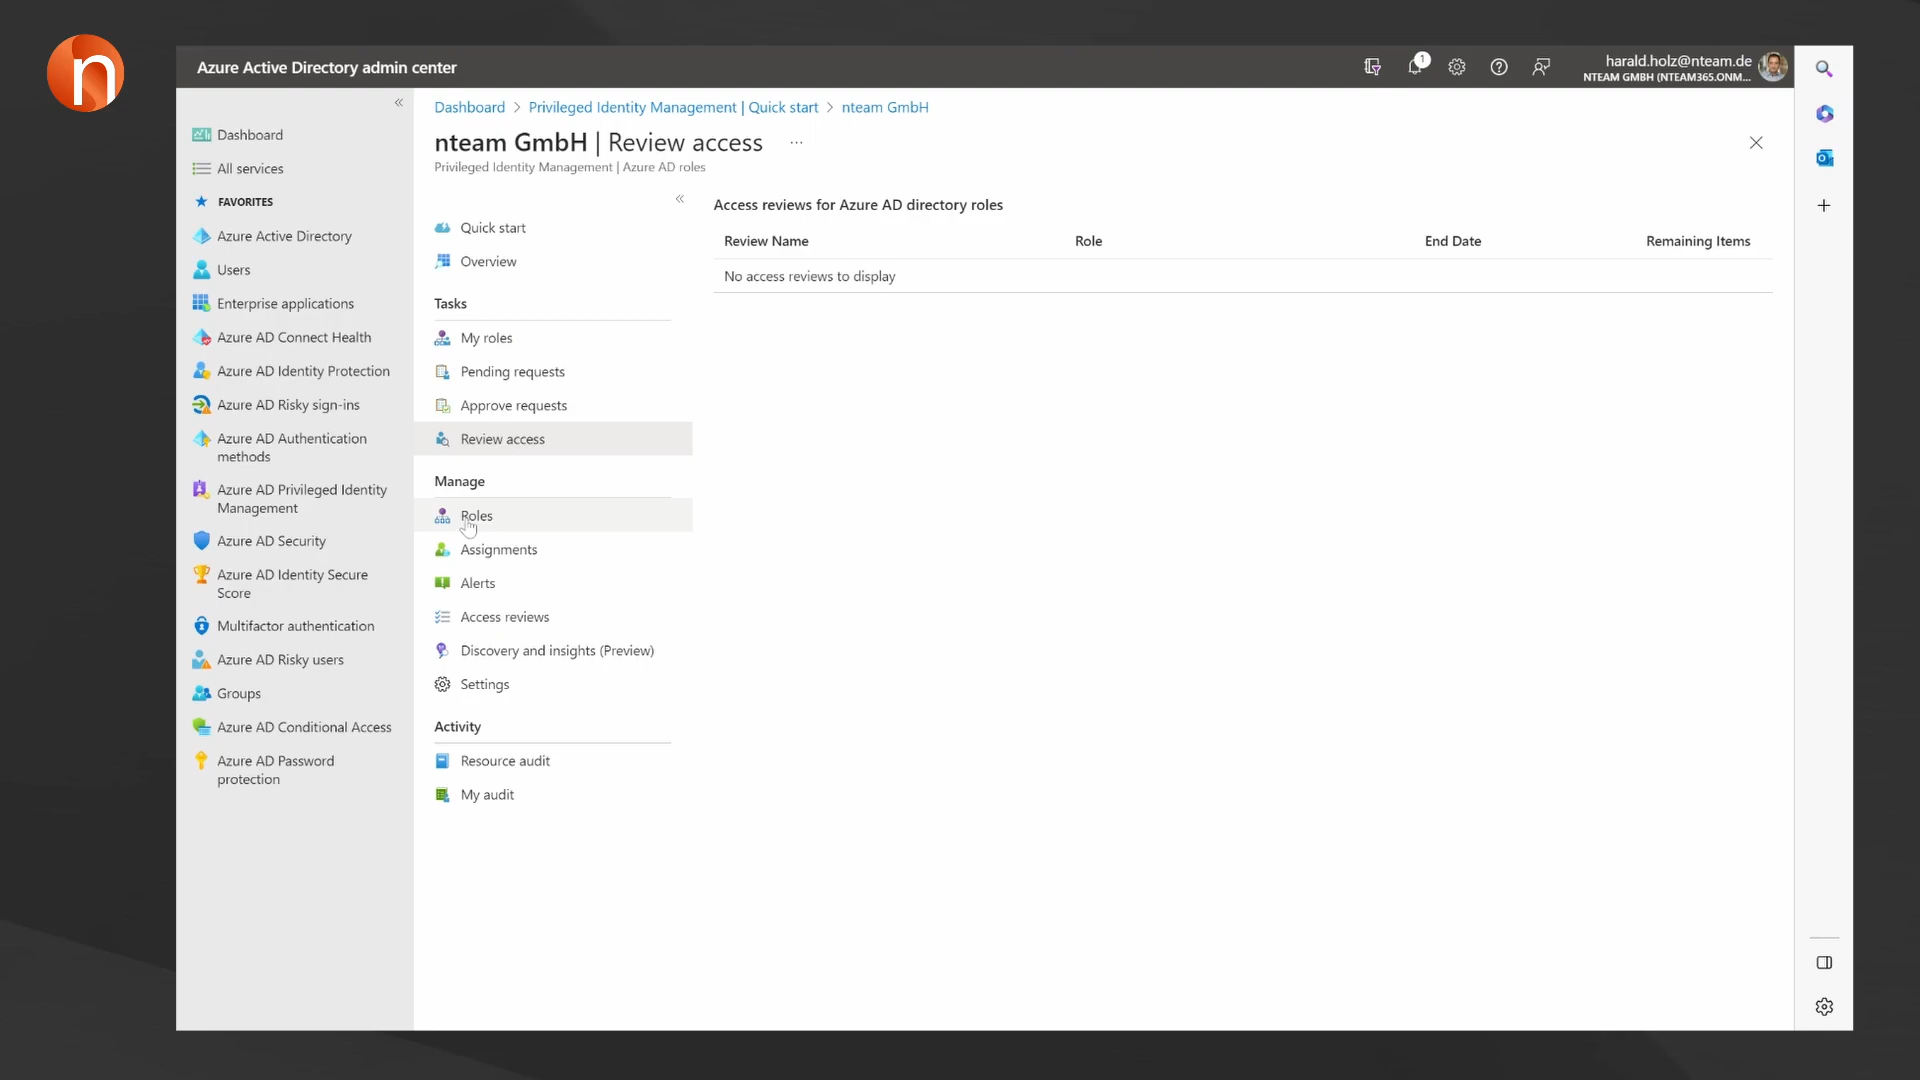 n
Azure Active Directory admin center
1
harald.holz@nteam.de
NTEAM GMBH (NTEAM365.ONM...
Dashboard
All services
FAVORITES
Azure Active Directory
Users
Enterprise applications
Azure AD Connect Health
Azure AD Identity Protection
Azure AD Risky sign-ins
Azure AD Authentication
methods
Azure AD Privileged Identity
Management
Azure AD Security
Azure AD Identity Secure
Score
Multifactor authentication
Azure AD Risky users
Groups
Azure AD Conditional Access
Azure AD Password
protection
Dashboard > Privileged Identity Management | Quick start > nteam GmbH
nteam GmbH | Review access ...
Privileged Identity Management | Azure AD roles
Quick start
Overview
Tasks
My roles
Pending requests
Approve requests
Review access
Manage
Roles
Assignments
Alerts
Access reviews
Discovery and insights (Preview)
Settings
Activity
Resource audit
My audit
Access reviews for Azure AD directory roles
Review Name Role End Date Remaining Items
No access reviews to display